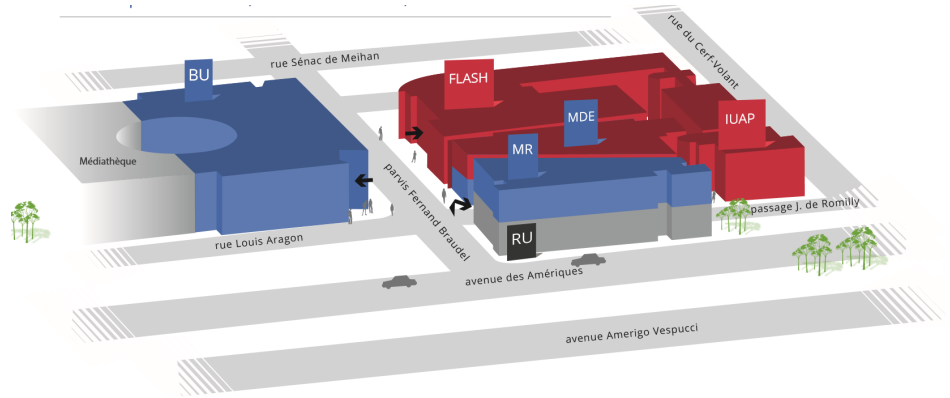 rue Sénac de Meihan
rue du Cerf-Volant
BU
FLASH
MDE
IUAP
MR
Médiathèque
parvis Fernand Braudel
passage J. de Romilly
rue Louis Aragon
RU
avenue des Amériques
avenue Amerigo Vespucci